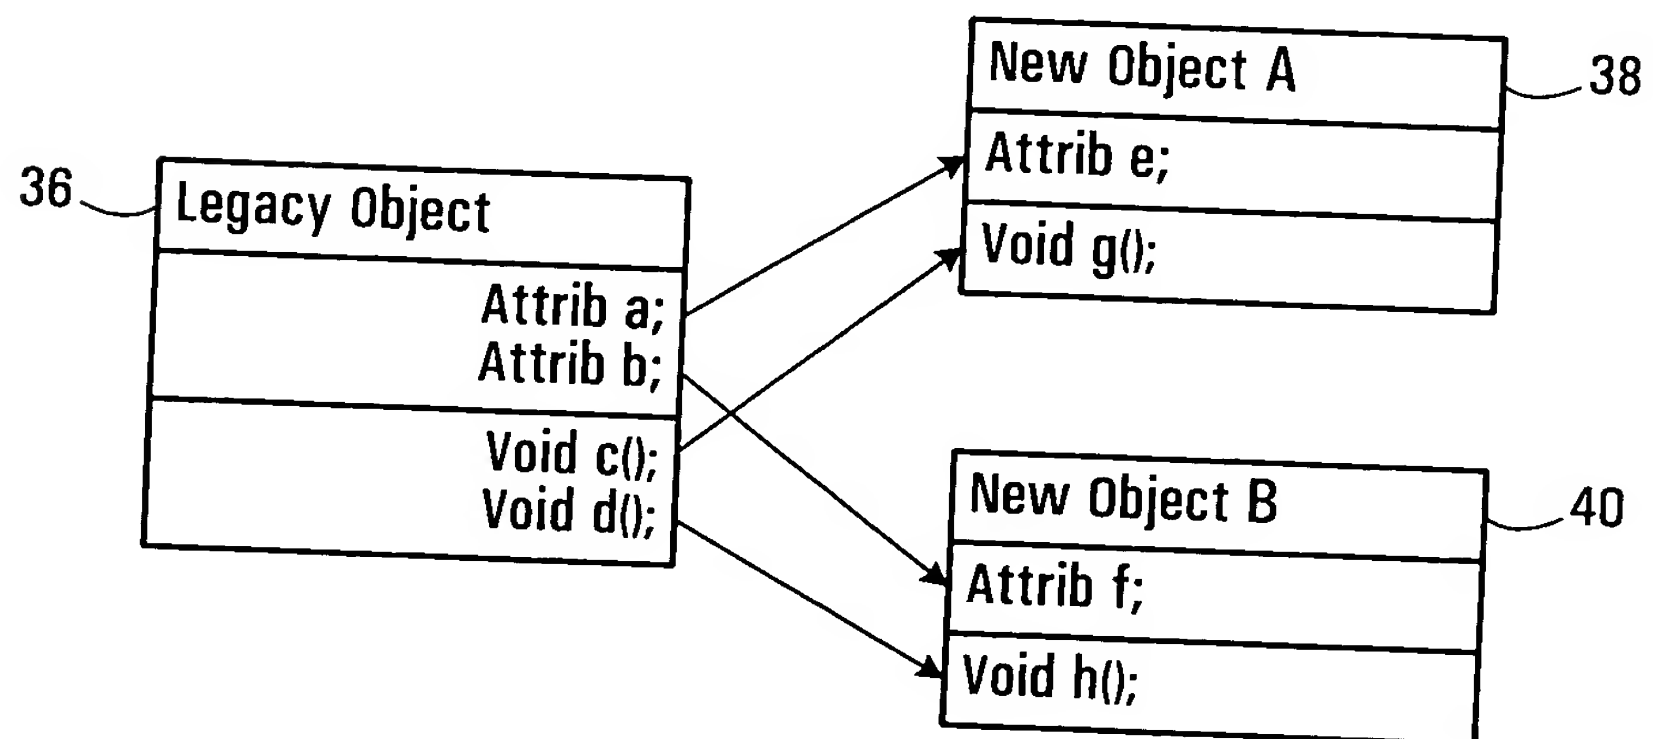 36
Legacy Object
Attrib a;
Attrib b;
Void c();
Void d();
New Object A
38
Attrib e;
Void g();
New Object B
40
Attrib f;
Void h();